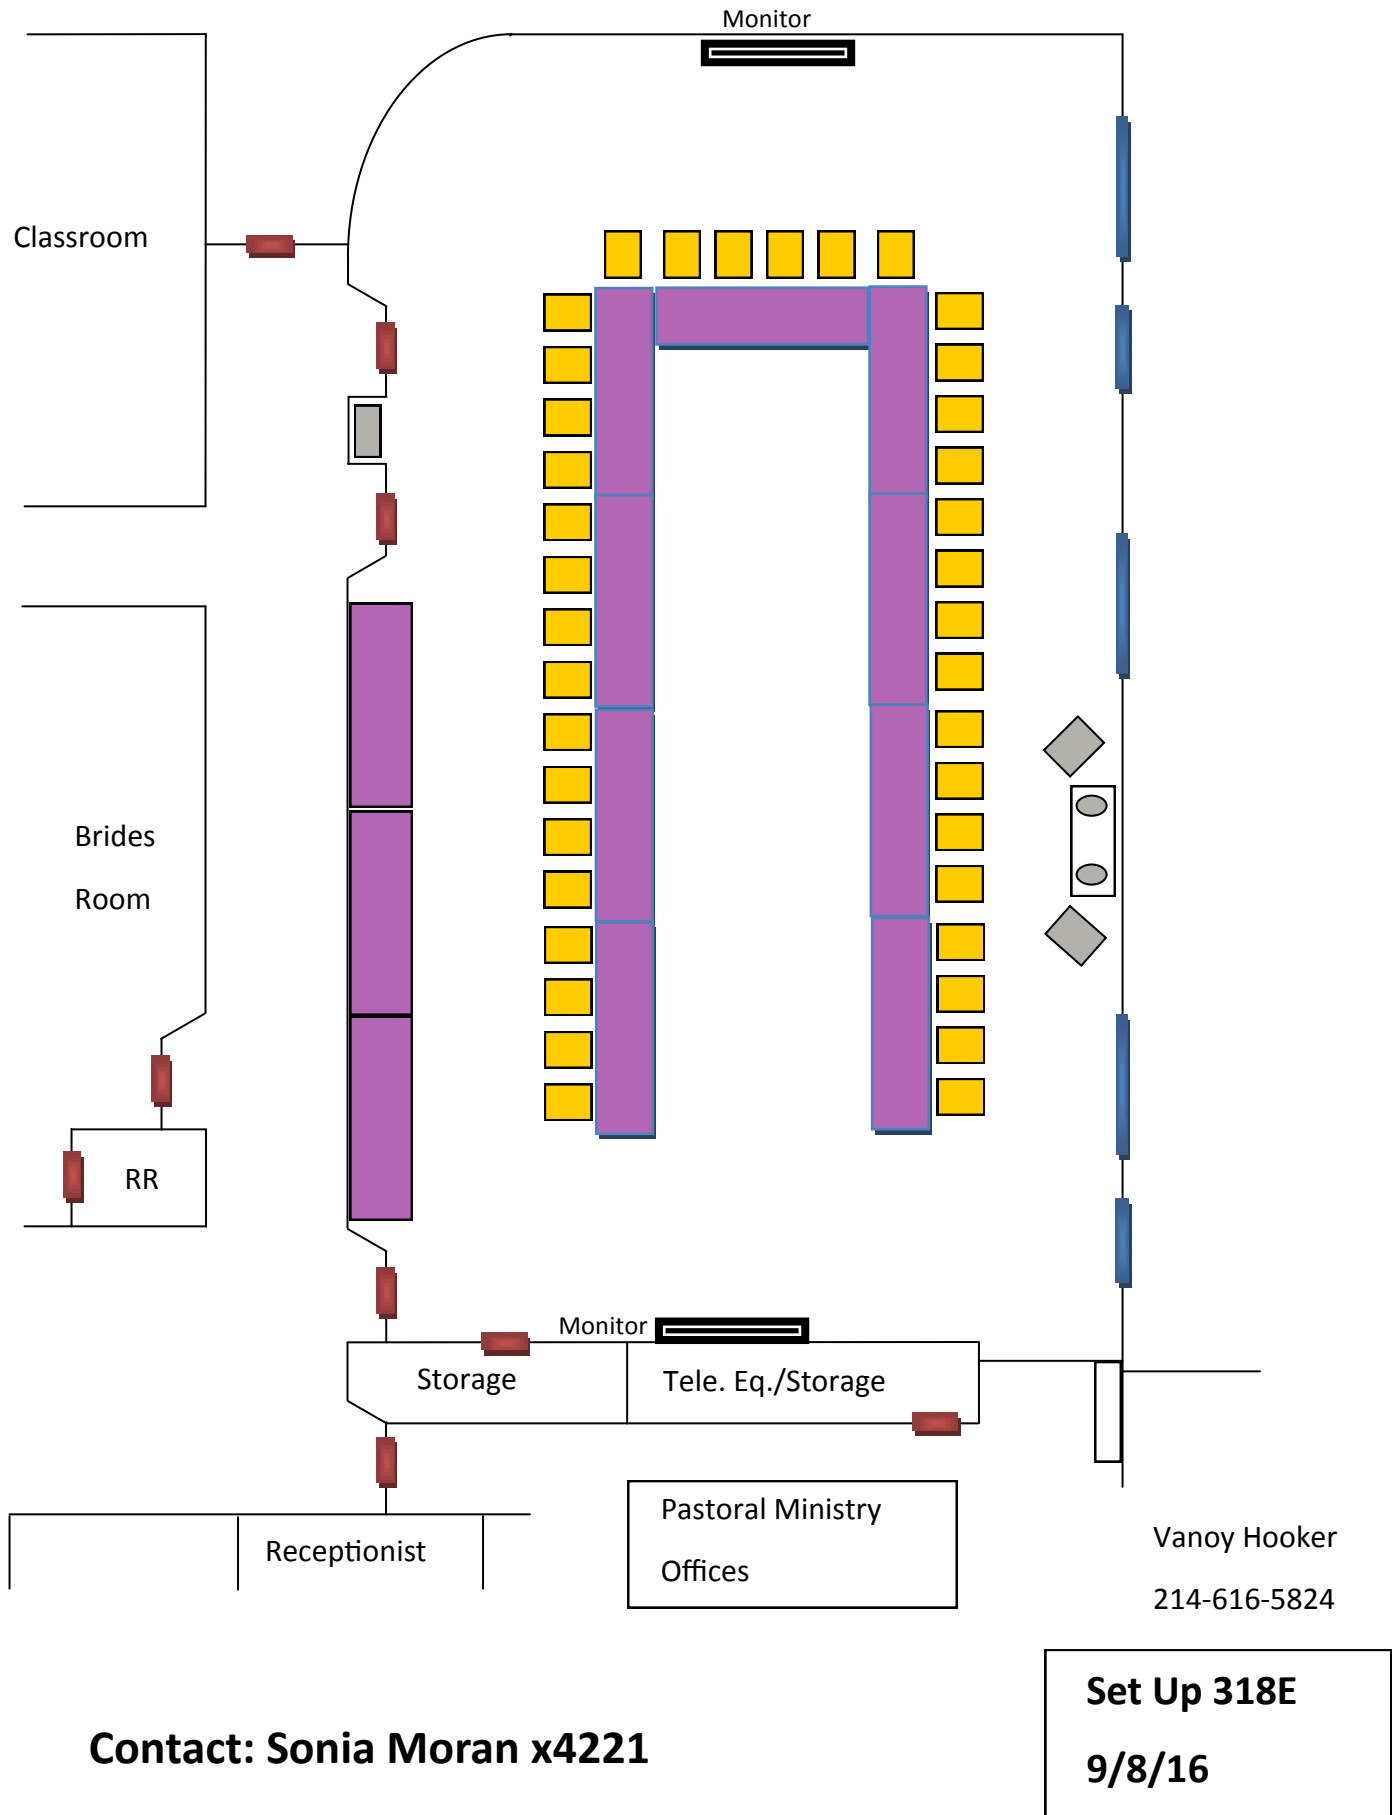 Monitor
Classroom
Brides
Room
RR
Monitor
Storage
Tele. Eq./Storage
Pastoral Ministry
Offices
Receptionist
Vanoy Hooker
214-616-5824
Set Up 318E
9/8/16
Contact: Sonia Moran x4221